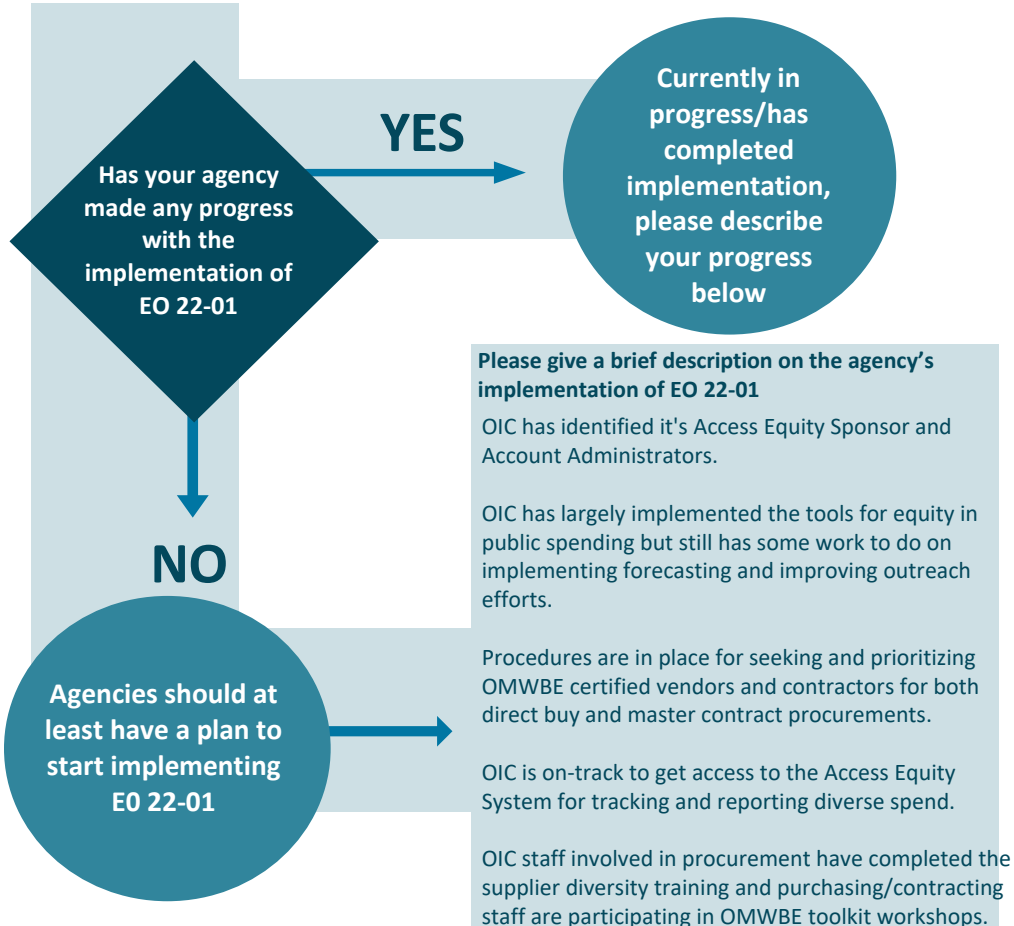 Has your agency
made any progress
with the
implementation of
EO 22-01
YES
Currently in
progress/has
completed
implementation,
please describe
your progress
below
NO
Agencies should at
least have a plan to
start implementing
E0 22-01
Please give a brief description on the agency’s
implementation of EO 22-01
OIC has identified it's Access Equity Sponsor and
Account Administrators.
OIC has largely implemented the tools for equity in
public spending but still has some work to do on
implementing forecasting and improving outreach
efforts.
Procedures are in place for seeking and prioritizing
OMWBE certified vendors and contractors for both
direct buy and master contract procurements.
OIC is on-track to get access to the Access Equity
System for tracking and reporting diverse spend.
OIC staff involved in procurement have completed the
supplier diversity training and purchasing/contracting
staff are participating in OMWBE toolkit workshops.